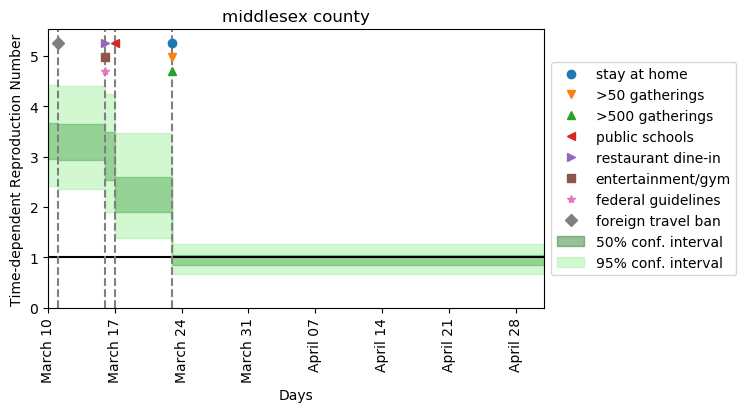 middlesex county
Time-dependent Reproduction Number
5
4
3
2
1
0
March 10
March 17
March 24
March 31
April 07
April 14
April 21
April 28
Days
stay at home
>50 gatherings
>500 gatherings
public schools
restaurant dine-in
entertainment/gym
federal guidelines
foreign travel ban
50% conf. interval
95% conf. interval